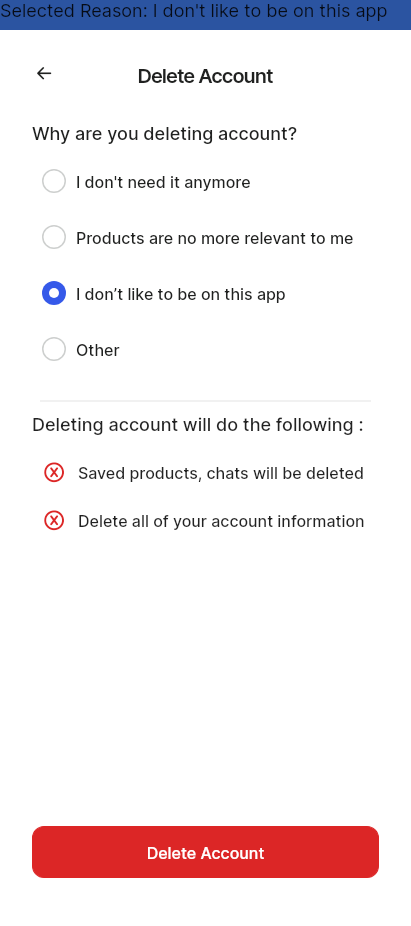 Selected Reason: I don't like to be on this app
Delete Account
Why are you deleting account?
I don't need it anymore
Products are no more relevant to me
I don’t like to be on this app
Other
Deleting account will do the following :
Saved products, chats will be deleted
Delete all of your account information
Delete Account